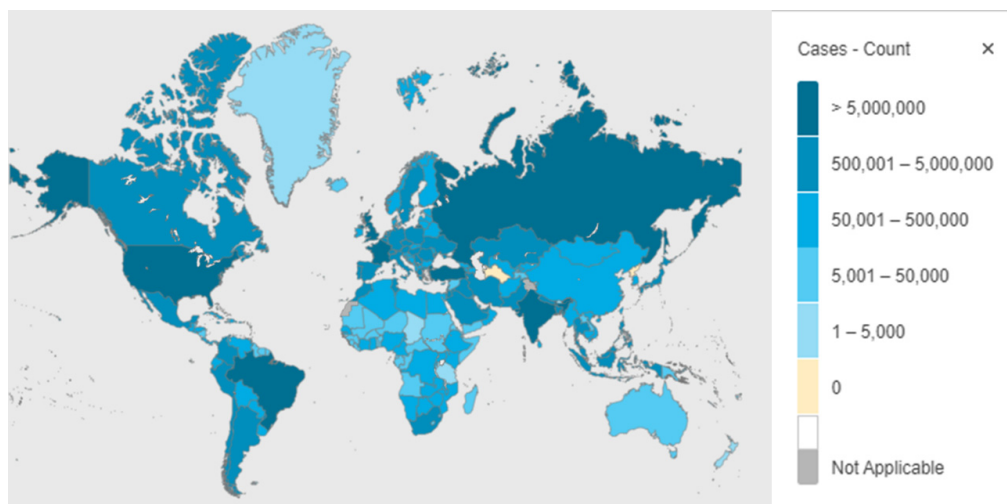 Cases - Count ×
> 5,000,000
500,001 – 5,000,000
50,001 – 500,000
5,001 – 50,000
1 – 5,000
0
Not Applicable